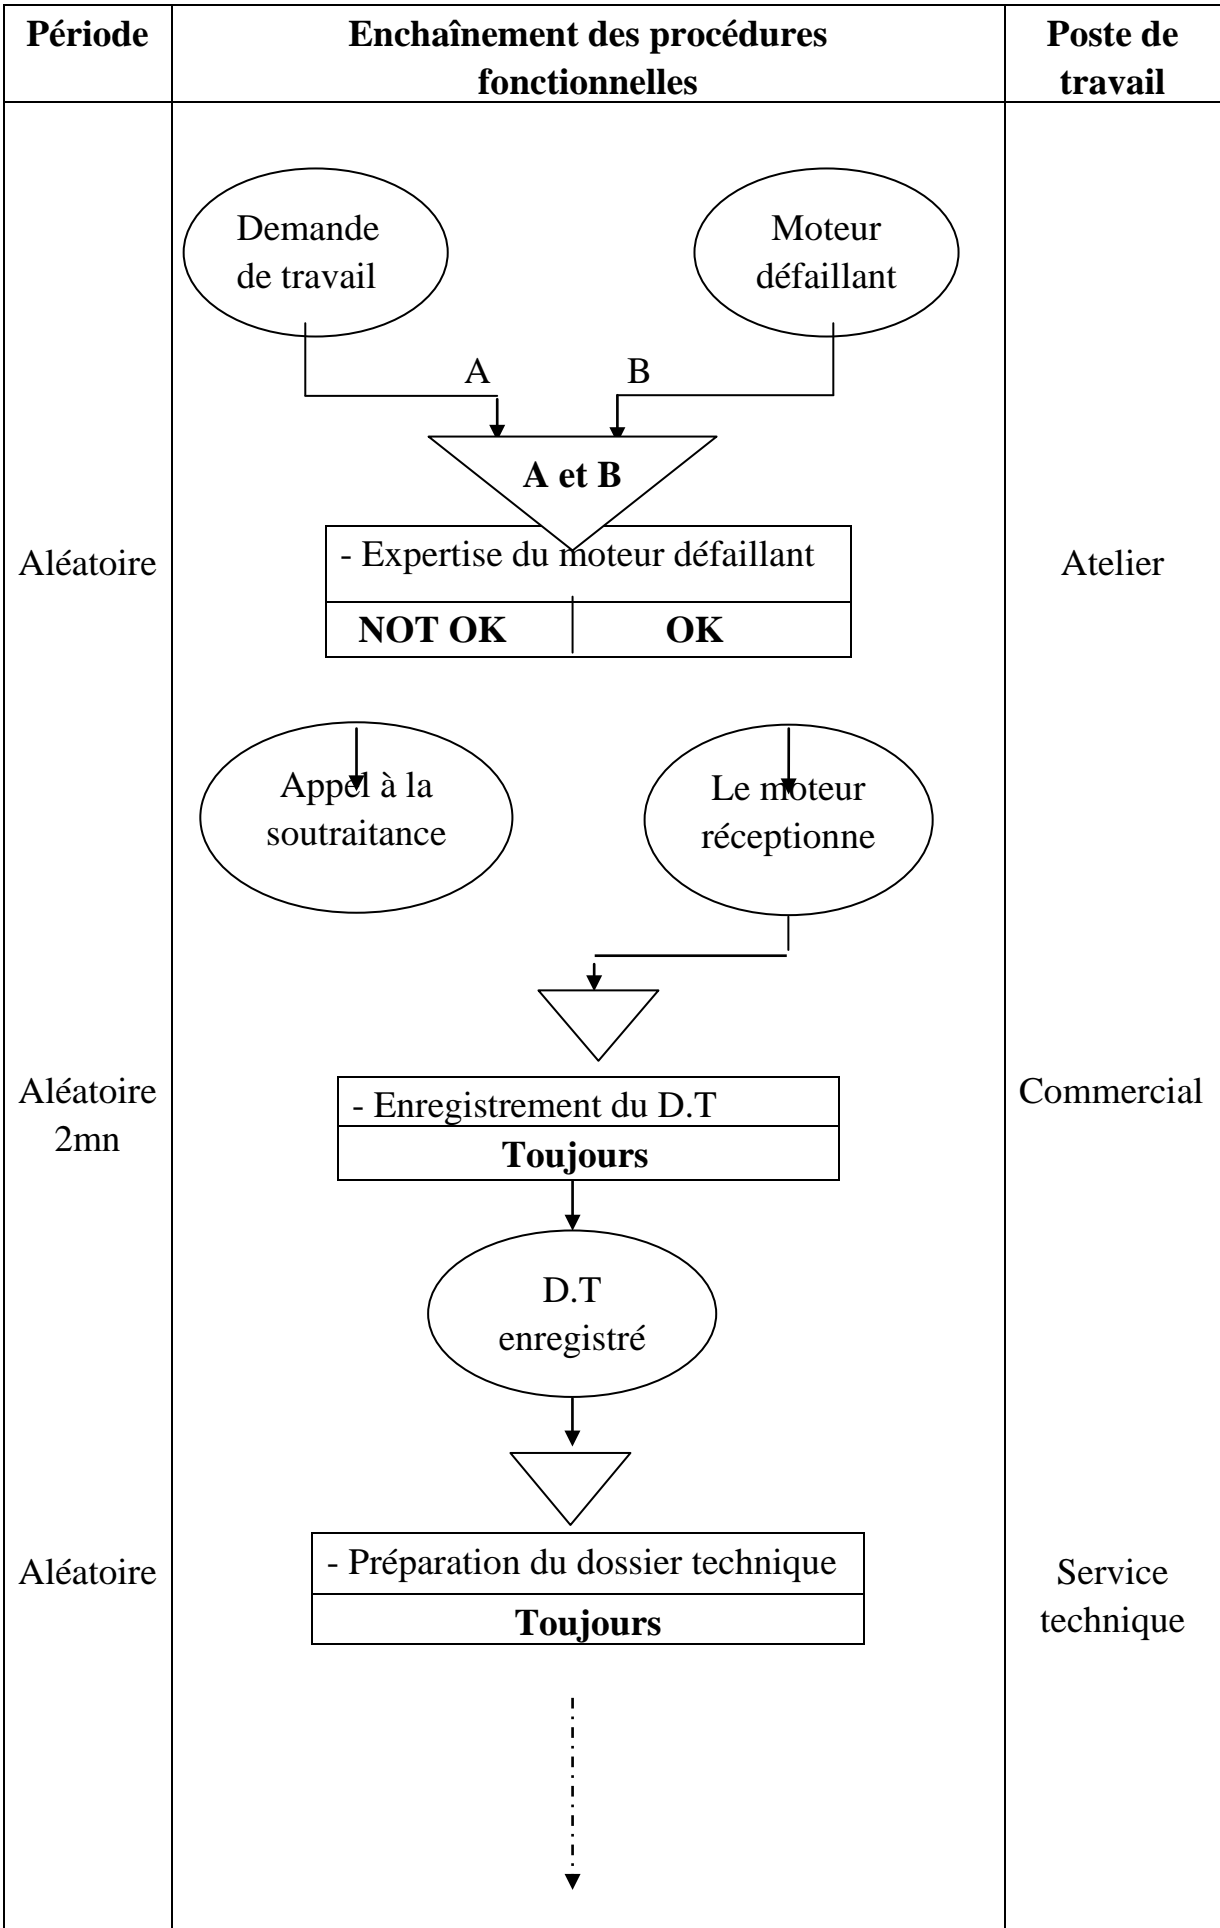 Période
Enchaînement des procédures
fonctionnelles
Poste de
travail
Demande
de travail
Moteur
défaillant
A
B
A et B
Aléatoire
- Expertise du moteur défaillant
NOT OK
OK
Atelier
Appel à la
soutraitance
Le moteur
réceptionne
Aléatoire
2mn
- Enregistrement du D.T
Toujours
Commercial
D.T
enregistré
Aléatoire
- Préparation du dossier technique
Toujours
Service
technique